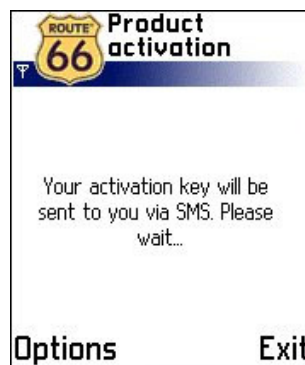 ROUTE
66
Product
activation
Your activation key will be
sent to you via SMS. Please
wait...
Options Exit